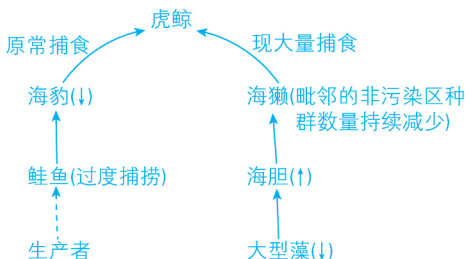 虎鲸
原常捕食
现大量捕食
海豹(↓)
海獭(毗邻的非污染区种
群数量持续减少)
鲑鱼(过度捕捞)
海胆(↑)
生产者
大型藻(↓)